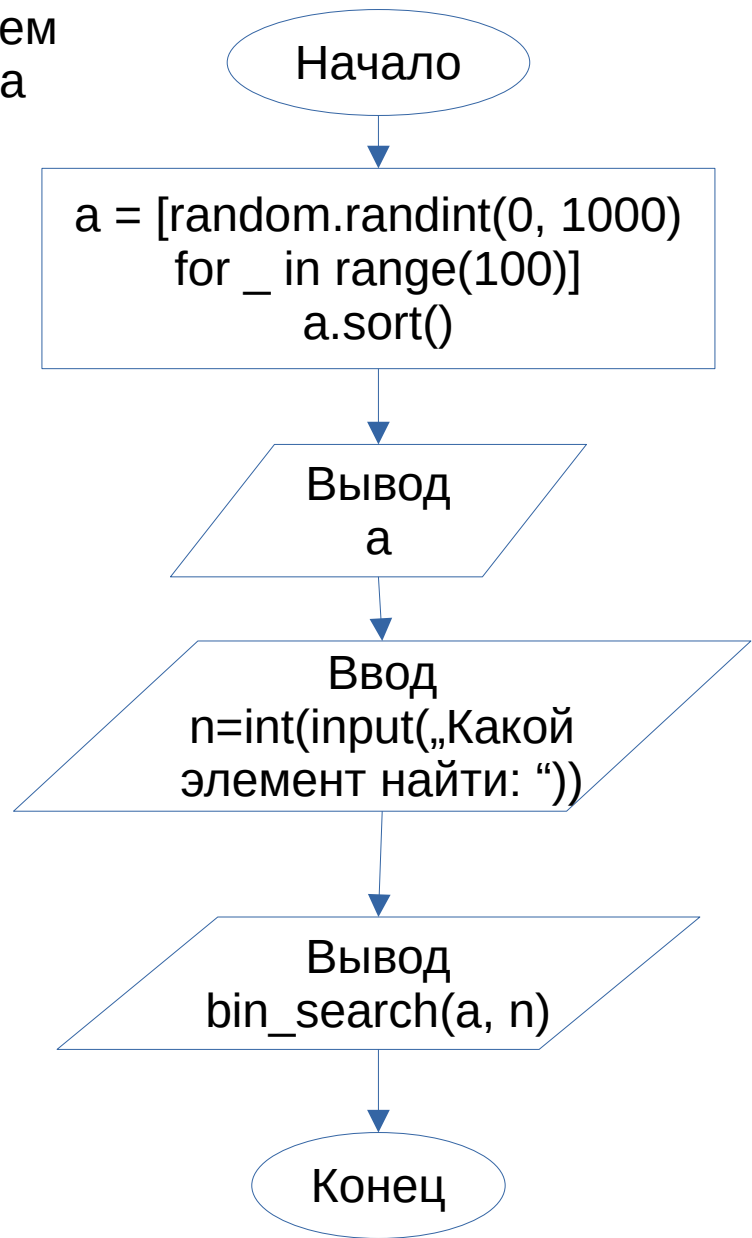 ем
а
Начало
a = [random.randint(0, 1000)
for _ in range(100)]
a.sort()
Вывод
a
Ввод
n=int(input(„Какой
элемент найти: “))
Вывод
bin_search(a, n)
Конец